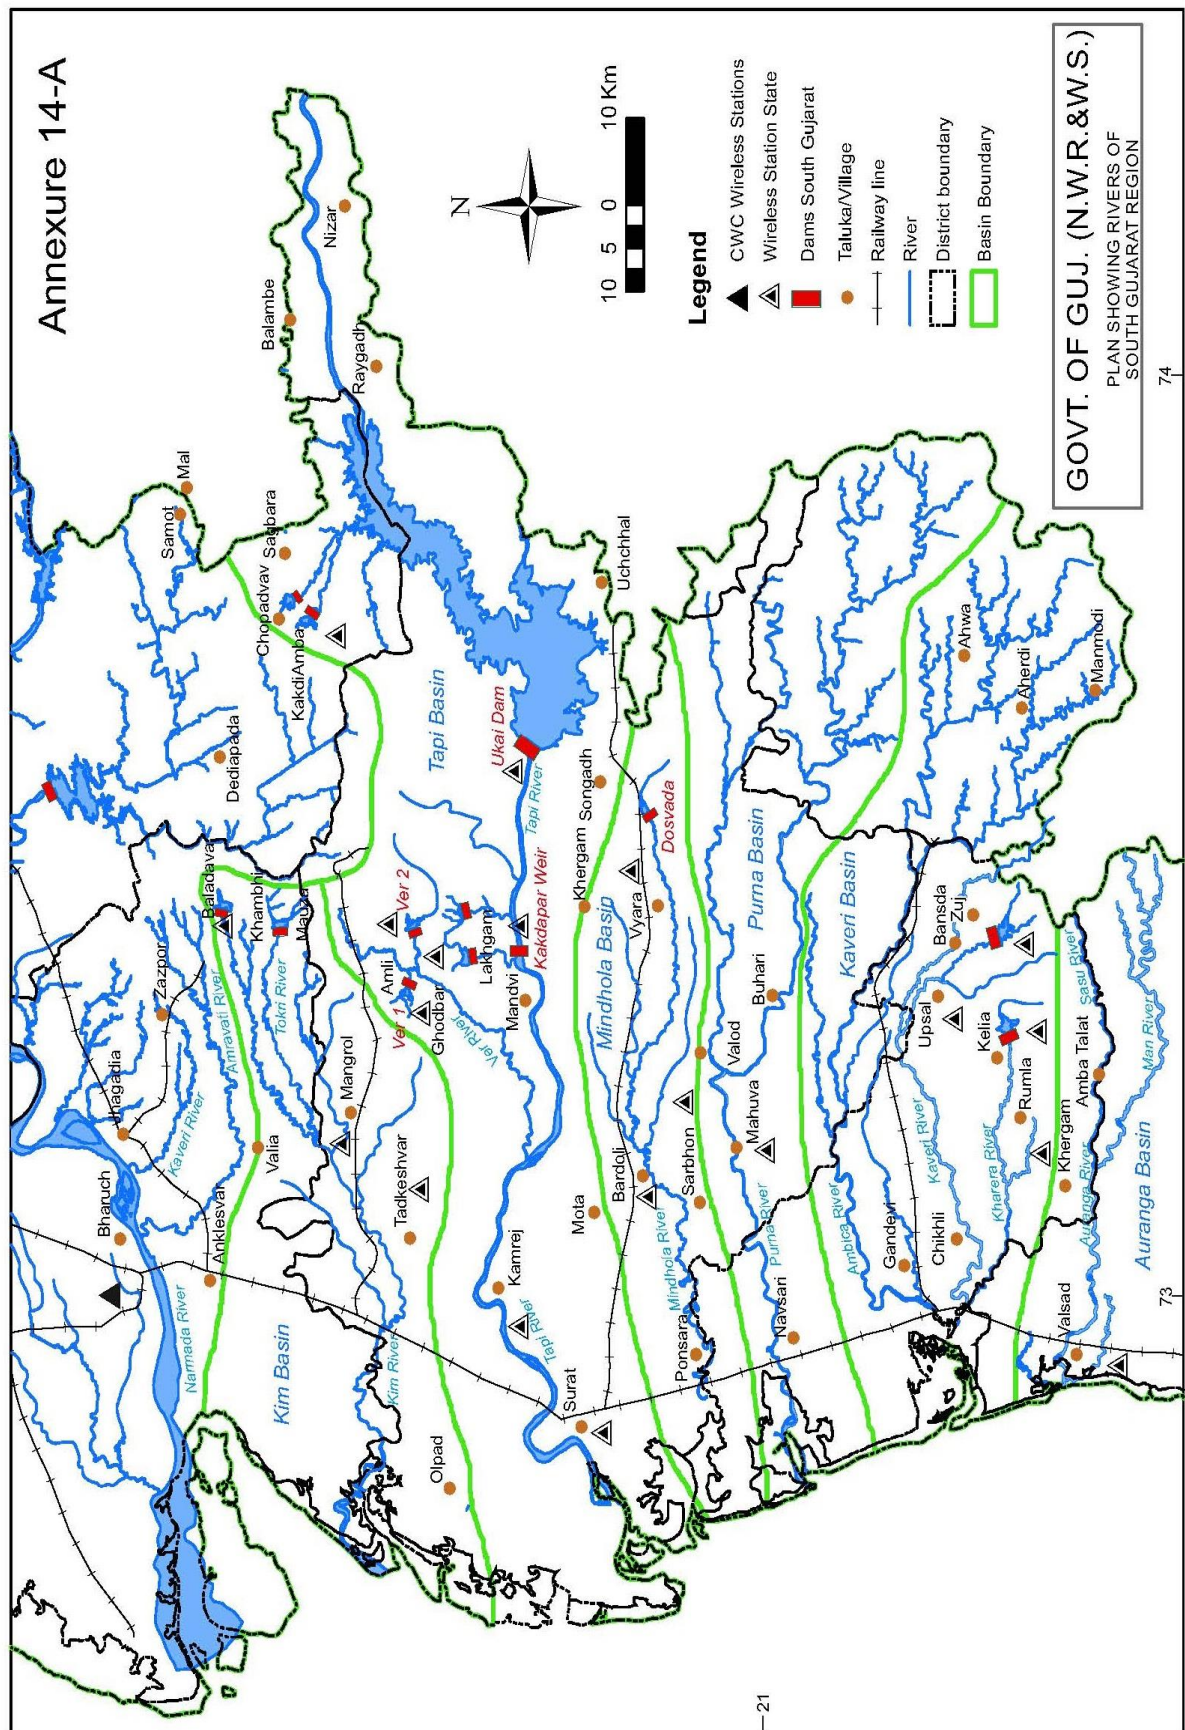 Annexure 14-A
N
10 5 0 10 Km
Legend
CWC Wireless Stations
Wireless Station State
Dams South Gujarat
Taluka/Village
Railway line
River
District boundary
Basin Boundary
GOVT. OF GUJ. (N.W.R.&W.S.)
PLAN SHOWING RIVERS OF
SOUTH GUJARAT REGION
Bharuch
Jhagadia
Zazpor
Kaveri River
Narmada River
Anklesvar
Amravati River
Baladava
Dediapada
Samot
Mal
Valia
Tokri River
Khambhi
Mauza
Chopadvav
Sagbara
KakdiAmba
Balambe
Nizar
Raygadh
Kim Basin
Kim River
Mangrol
Tadkeshvar
Ver 1
Amli
Ver 2
Ghodbar
Olpad
Ver River
Lakhgam
Tapi Basin
Ukai Dam
Kamrej
Mandvi
Kakdapar Weir
Tapi River
Tapi River
Surat
Uchchhal
Mota
Khergam
Songadh
Mindhola Basin
Bardoli
Vyara
Dosvada
Ponsara
Mindhola River
Sarbhon
Valod
Mahuva
Buhari
Purna Basin
Navsari
Purna River
21
Ambica River
Kaveri Basin
Gandevi
Kaveri River
Upsal
Bansda
Zuj
Ahwa
Chikhli
Kharera River
Kelia
Rumla
Aherdi
Manmodi
Khergam
Valsad
Auranga River
Amba Talat
Sasu River
Auranga Basin
Man River
73
74